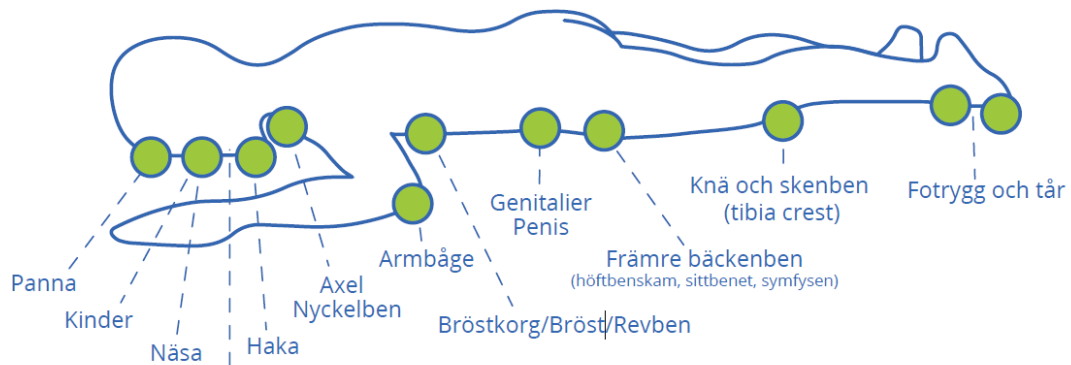 Panna
Kinder
Näsa
Haka
Axel
Nyckelben
Armbåge
Bröstkorg/Bröst/Revben
Genitalier
Penis
Främre bäckenben
(höftbenskam, sittbenet, symfysen)
Knä och skenben
(tibia crest)
Fotrygg och tår